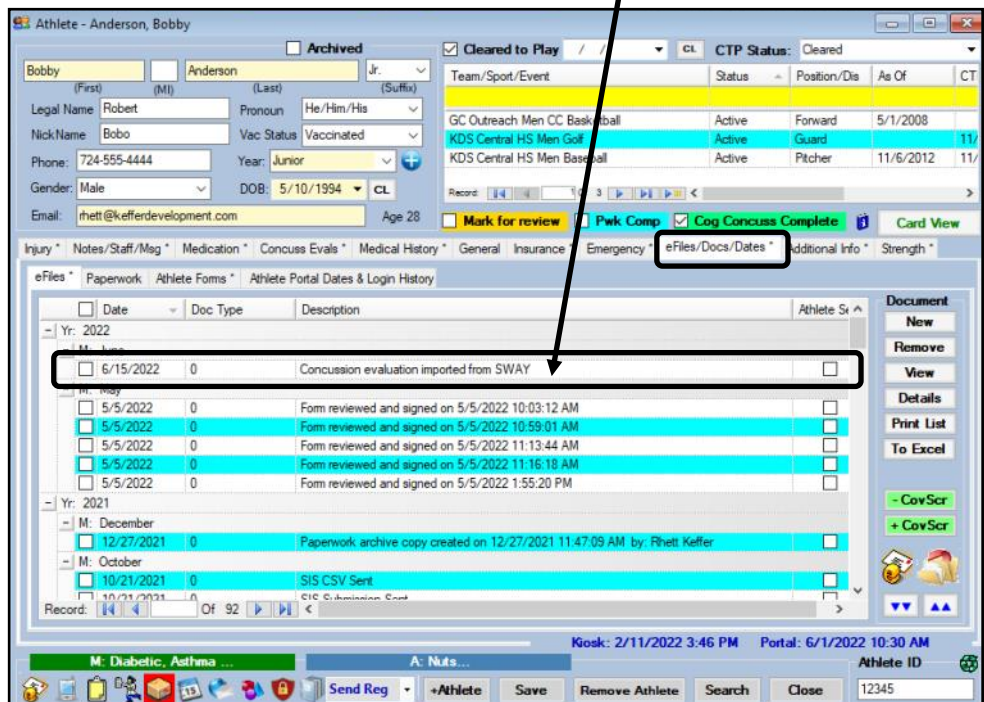 Athlete - Anderson, Bobby
Archived
Cleared to Play / / CL CTP Status: Cleared
Bobby Anderson Jr.
(First) (MI) (Last) (Suffix)
Team/Sport/Event Status Position/Dis As Of CT
Legal Name Robert Pronoun He/Him/His
GC Outreach Men CC Basketball Active Forward 5/1/2008
NickName Bobo Vac Status Vaccinated
KDS Central HS Men Golf Active Guard 11/
Phone: 724-555-4444 Year: Junior
KDS Central HS Men Baseball Active Pitcher 11/6/2012 11/
Gender: Male DOB: 5/10/1994 CL
Record: 1 Of 3
Email: rhett@kefferdevelopment.com Age 28
Mark for review Pwk Comp Cog Concuss Complete Card View
Injury * Notes/Staff/Msg * Medication * Concuss Evals * Medical History * General Insurance * Emergency * eFiles/Docs/Dates * Additional Info * Strength *
eFiles * Paperwork Athlete Forms * Athlete Portal Dates & Login History
Date Doc Type Description Athlete Se
Document
New
Remove
View
Details
Print List
To Excel
- CovScr
+ CovScr
Yr: 2022
M: June
6/15/2022 0 Concussion evaluation imported from SWAY
M: May
5/5/2022 0 Form reviewed and signed on 5/5/2022 10:03:12 AM
5/5/2022 0 Form reviewed and signed on 5/5/2022 10:59:01 AM
5/5/2022 0 Form reviewed and signed on 5/5/2022 11:13:44 AM
5/5/2022 0 Form reviewed and signed on 5/5/2022 11:16:18 AM
5/5/2022 0 Form reviewed and signed on 5/5/2022 1:55:20 PM
Yr: 2021
M: December
12/27/2021 0 Paperwork archive copy created on 12/27/2021 11:47:09 AM by: Rhett Keffer
M: October
10/21/2021 0 SIS CSV Sent
10/21/2021 0 SIS Submission Sent
Record: Of 92
Kiosk: 2/11/2022 3:46 PM Portal: 6/1/2022 10:30 AM
M: Diabetic, Asthma ... A: Nuts... Athlete ID
Send Reg +Athlete Save Remove Athlete Search Close 12345